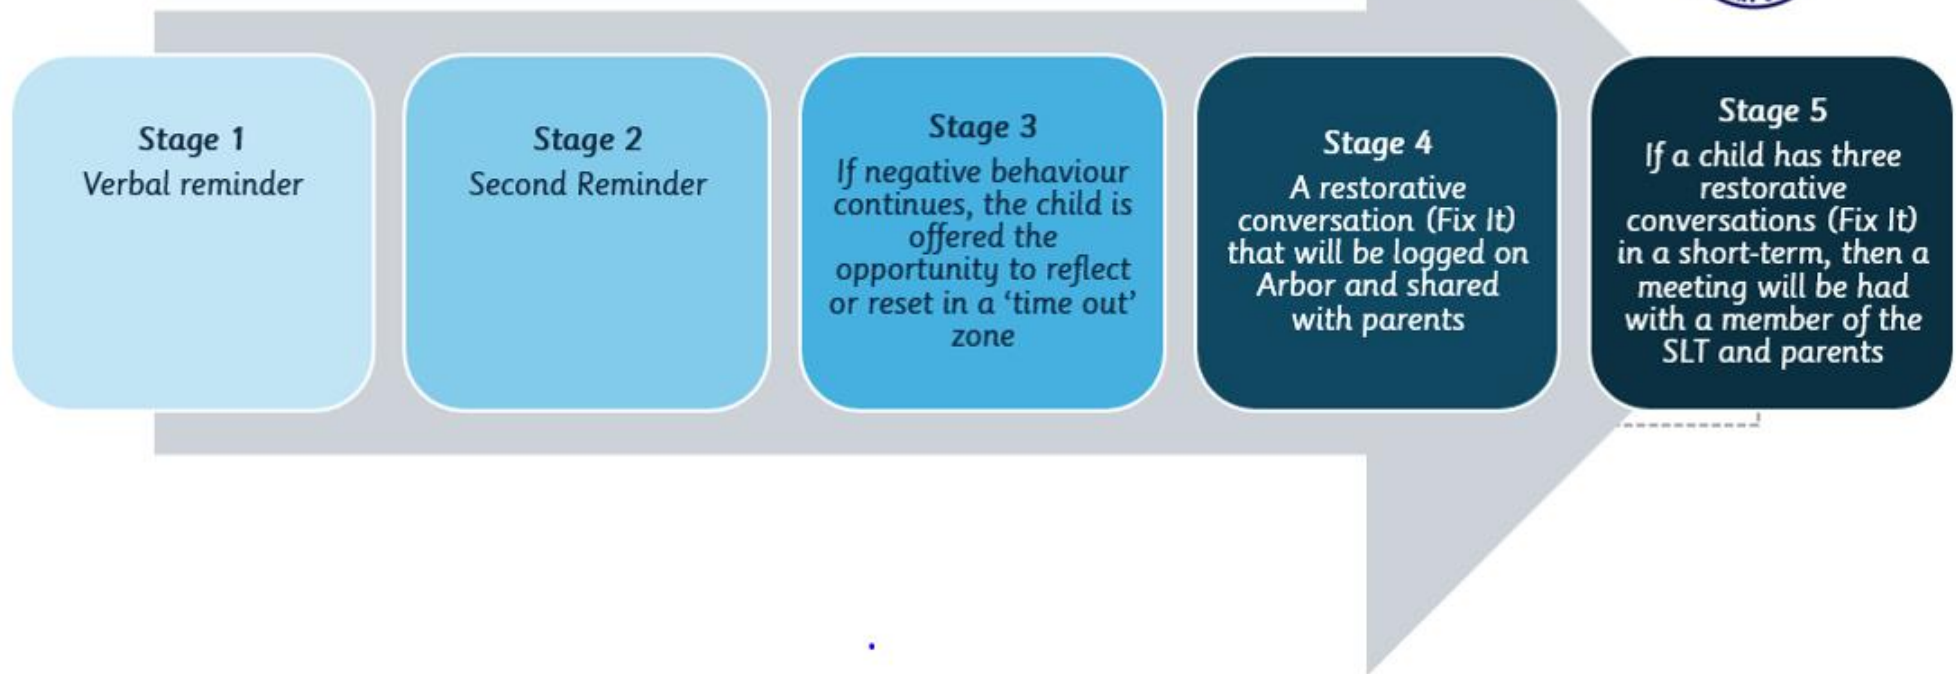 Stage 1
Verbal reminder
Stage 2
Second Reminder
Stage 3
If negative behaviour
continues, the child is
offered the
opportunity to reflect
or reset in a ‘time out’
zone
Stage 4
A restorative
conversation (Fix It)
that will be logged on
Arbor and shared
with parents
Stage 5
If a child has three
restorative
conversations (Fix It)
in a short-term, then a
meeting will be had
with a member of the
SLT and parents